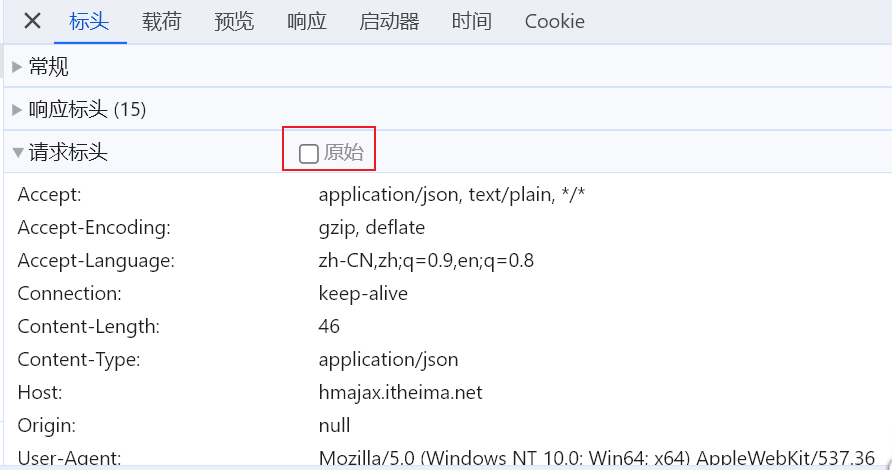 标头 载荷 预览 响应 启动器 时间 Cookie
常规
响应标头 (15)
请求标头 原始
Accept: application/json, text/plain, */*
Accept-Encoding: gzip, deflate
Accept-Language: zh-CN,zh;q=0.9,en;q=0.8
Connection: keep-alive
Content-Length: 46
Content-Type: application/json
Host: hmajax.itheima.net
Origin: null
User-Agent: Mozilla/5.0 (Windows NT 10.0; Win64; x64) AppleWebKit/537.36